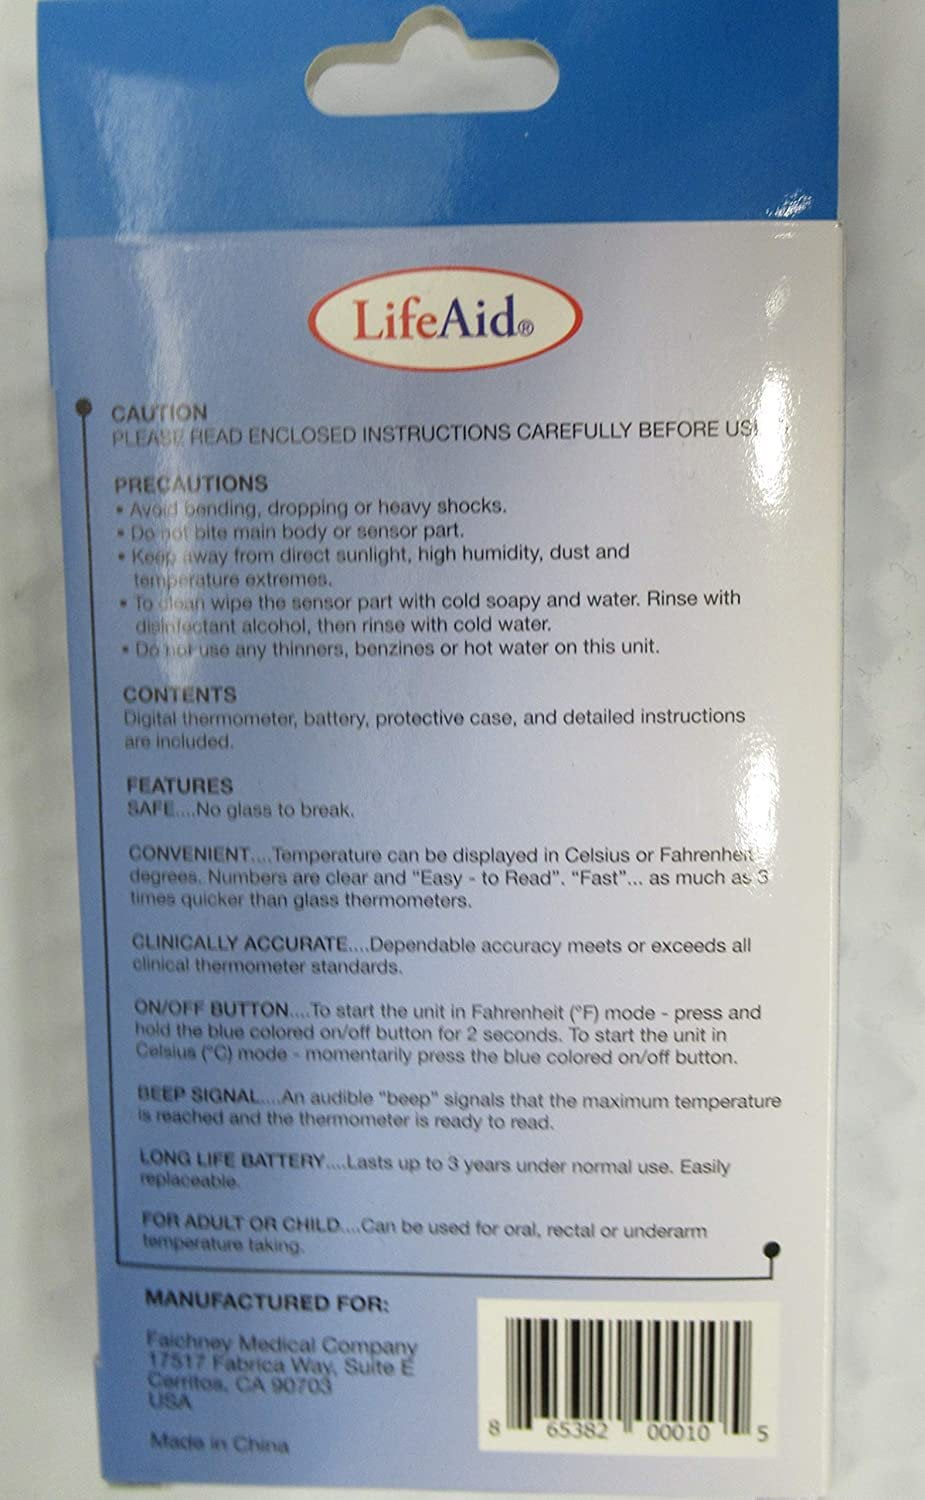 LifeAid®
CAUTION
PLEASE READ ENCLOSED INSTRUCTIONS CAREFULLY BEFORE
PRECAUTIONS
• Avoid bending, dropping or heavy shocks.
• Do not bite main body or sensor part.
• Keep away from direct sunlight, high humidity, dust and
temperature extremes.
• To clean wipe the sensor part with cold soapy and water. Rinse with
disinfectant alcohol, then rinse with cold water.
• Do not use any thinners, benzines or hot water on this unit.
CONTENTS
Digital thermometer, battery, protective case, and detailed instructions
are included.
FEATURES
SAFE....No glass to break.
CONVENIENT....Temperature can be displayed in Celsius or Fahrenheit
degrees. Numbers are clear and "Easy - to Read". "Fast"... as much as 3
times quicker than glass thermometers.
CLINICALLY ACCURATE....Dependable accuracy meets or exceeds all
clinical thermometer standards.
ON/OFF BUTTON....To start the unit in Fahrenheit (°F) mode - press and
hold the blue colored on/off button for 2 seconds. To start the unit in
Celsius (°C) mode - momentarily press the blue colored on/off button.
BEEP SIGNAL....An audible "beep" signals that the maximum temperature
is reached and the thermometer is ready to read.
LONG LIFE BATTERY....Lasts up to 3 years under normal use. Easily
replaceable.
FOR ADULT OR CHILD....Can be used for oral, rectal or underarm
temperature taking.
MANUFACTURED FOR:
Faichney Medical Company
17517 Fabrica Way, Suite E
Cerritos, CA 90703
USA
Made in China
8 65382 00010 5